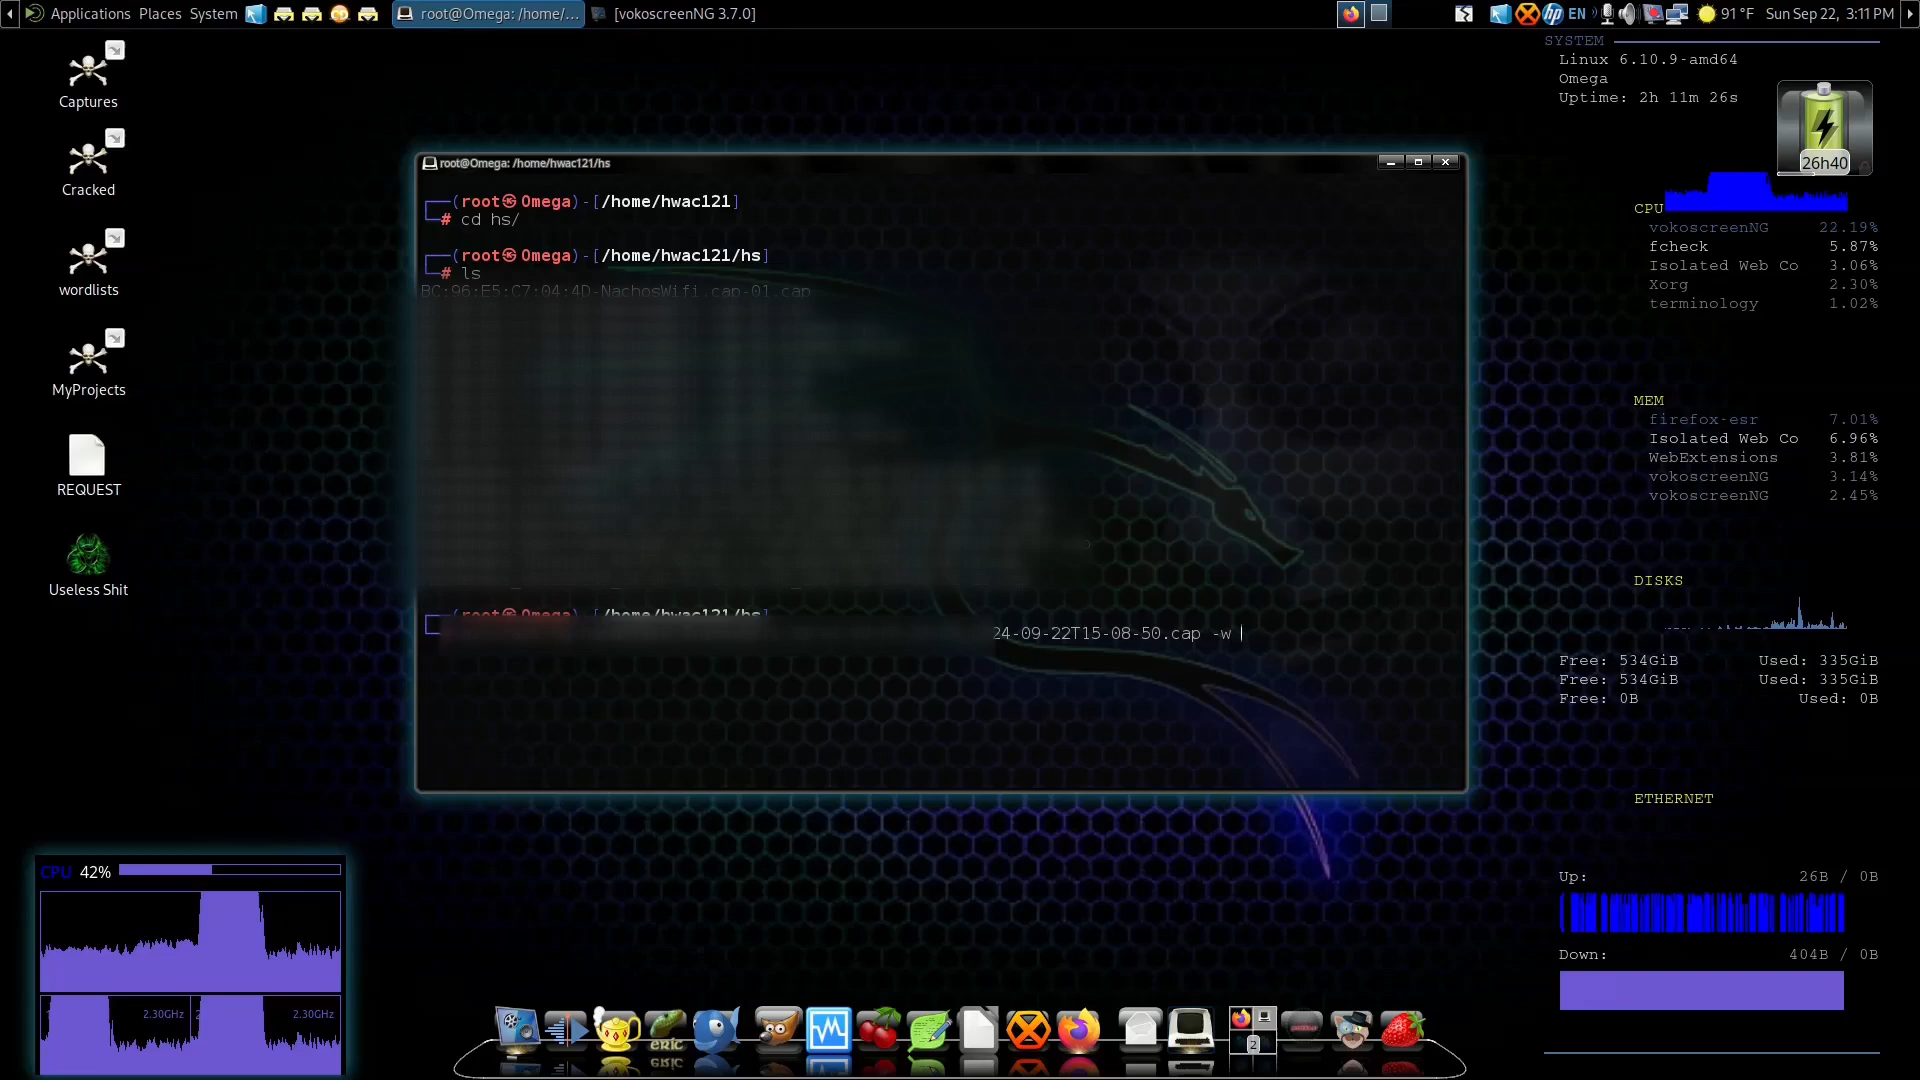 Applications Places System
root@Omega: /home/...
[vokoscreenNG 3.7.0]
EN
91 °F
Sun Sep 22, 3:11 PM
Captures
Cracked
wordlists
MyProjects
REQUEST
Useless Shit
root@Omega: /home/hwac121/hs
(root㉿Omega)-[/home/hwac121]
# cd hs/
(root㉿Omega)-[/home/hwac121/hs]
# ls
BC:96:E5:C7:04:4D-NachosWifi.cap-01.cap
(root㉿Omega)-[/home/hwac121/hs]
24-09-22T15-08-50.cap -w
SYSTEM
Linux 6.10.9-amd64
Omega
Uptime: 2h 11m 26s
26h40
CPU
vokoscreenNG 22.19%
fcheck 5.87%
Isolated Web Co 3.06%
Xorg 2.30%
terminology 1.02%
MEM
firefox-esr 7.01%
Isolated Web Co 6.96%
WebExtensions 3.81%
vokoscreenNG 3.14%
vokoscreenNG 2.45%
DISKS
Free: 534GiB Used: 335GiB
Free: 534GiB Used: 335GiB
Free: 0B Used: 0B
ETHERNET
Up: 26B / 0B
Down: 404B / 0B
CPU 42%
2.30GHz
2.30GHz
eric
2